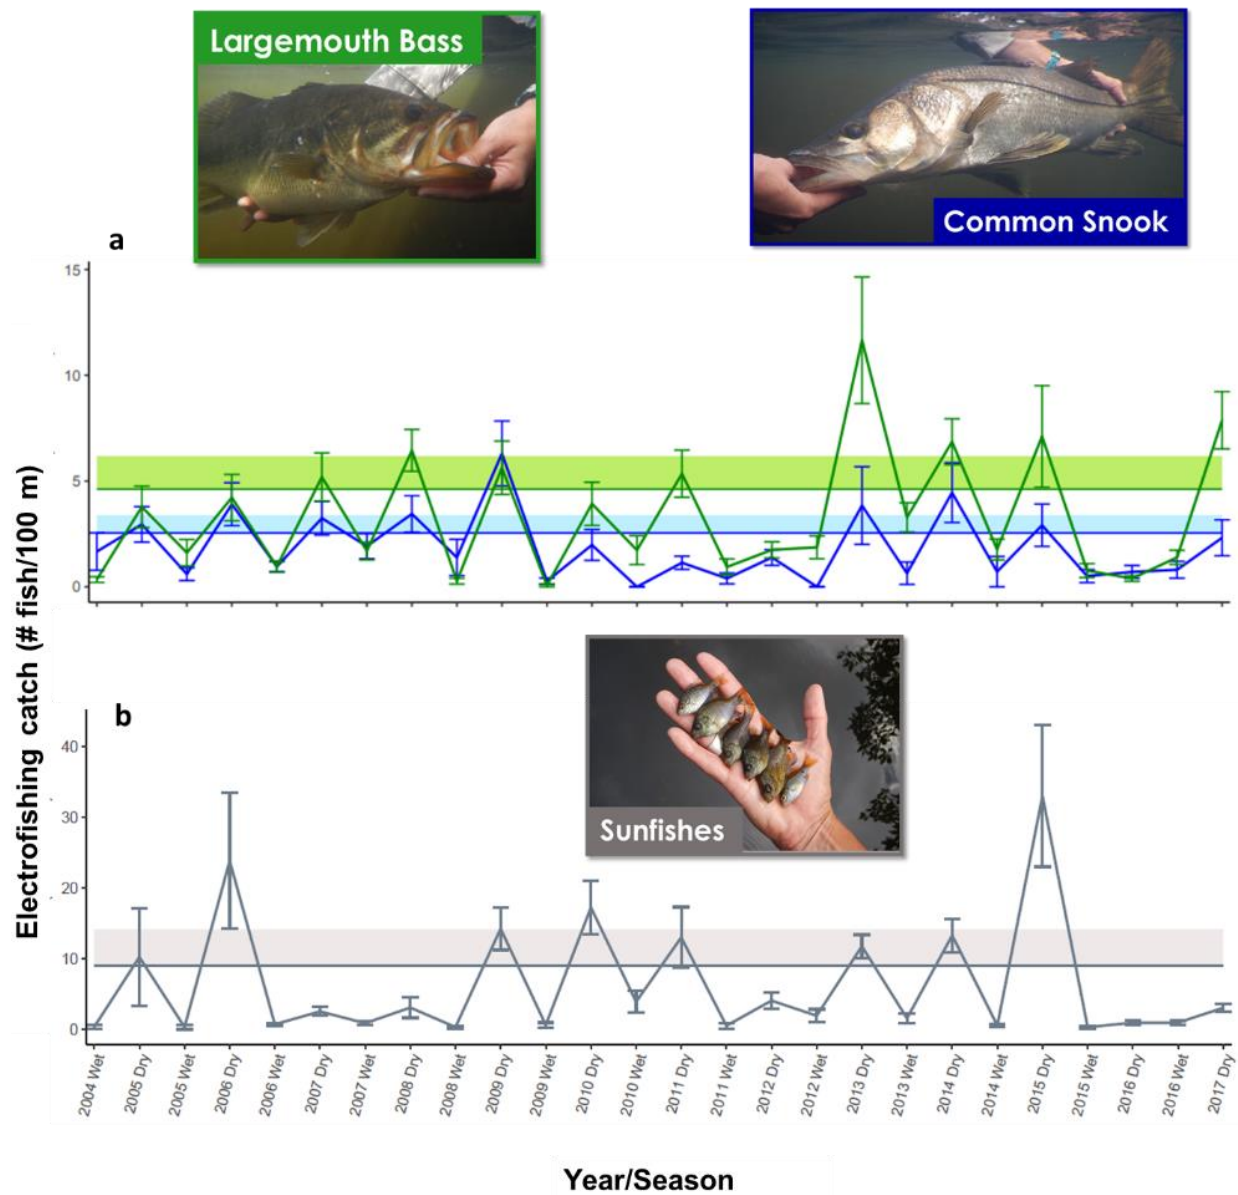 Largemouth Bass
Common Snook
a
15
10
5
0
Electrofishing catch (# fish/100 m)
b
Sunfishes
40
30
20
10
0
2004 Wet
2005 Dry
2005 Wet
2006 Dry
2006 Wet
2007 Dry
2007 Wet
2008 Dry
2008 Wet
2009 Dry
2009 Wet
2010 Dry
2010 Wet
2011 Dry
2011 Wet
2012 Dry
2012 Wet
2013 Dry
2013 Wet
2014 Dry
2014 Wet
2015 Dry
2015 Wet
2016 Dry
2016 Wet
2017 Dry
Year/Season